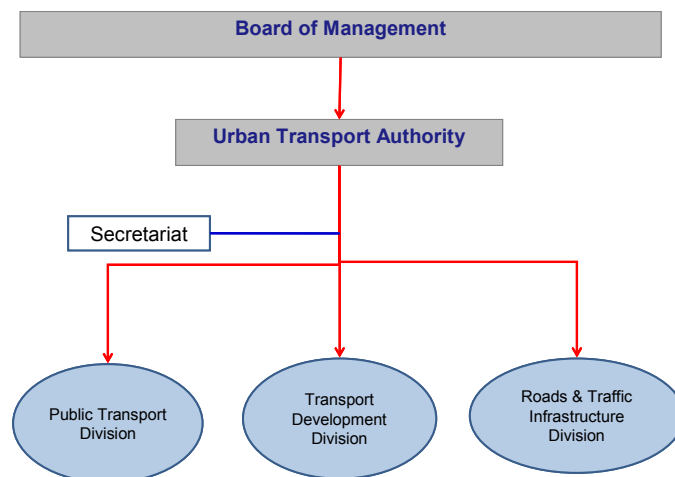 Board of Management
Urban Transport Authority
Secretariat
Public Transport
Division
Transport
Development
Division
Roads & Traffic
Infrastructure
Division